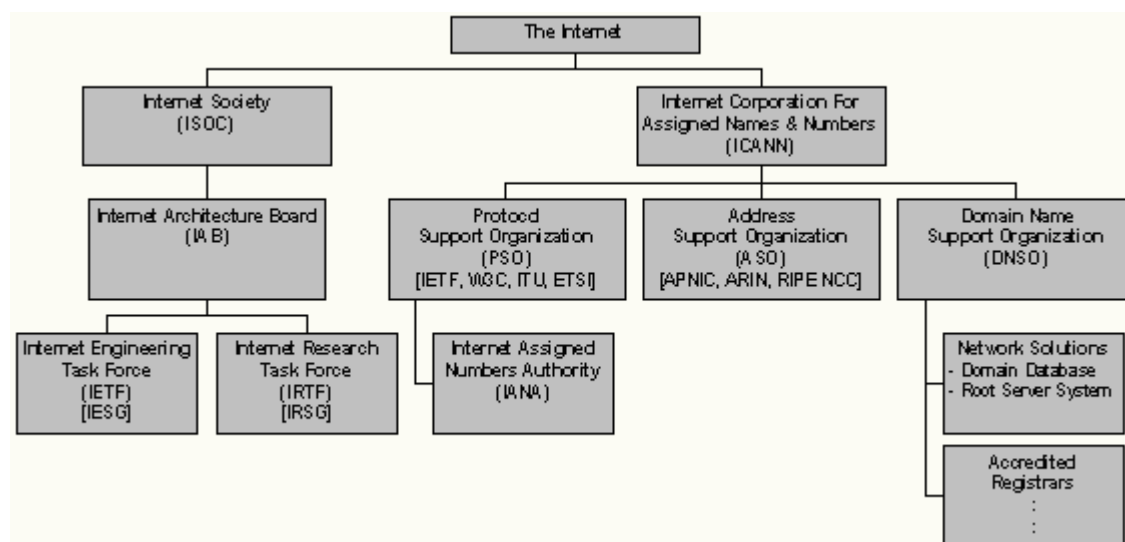 The Internet
Internet Society
(ISOC)
Internet Corporation For
Assigned Names & Numbers
(ICANN)
Internet Architecture Board
(IAB)
Protocol
Support Organization
(PSO)
[IETF, W3C, ITU, ETSI]
Address
Support Organization
(ASO)
[APNIC, ARIN, RIPE NCC]
Domain Name
Support Organization
(DNSO)
Internet Engineering
Task Force
(IETF)
[IESG]
Internet Research
Task Force
(IRTF)
[IRSG]
Internet Assigned
Numbers Authority
(IANA)
Network Solutions
- Domain Database
- Root Server System
Accredited
Registrars
:
: